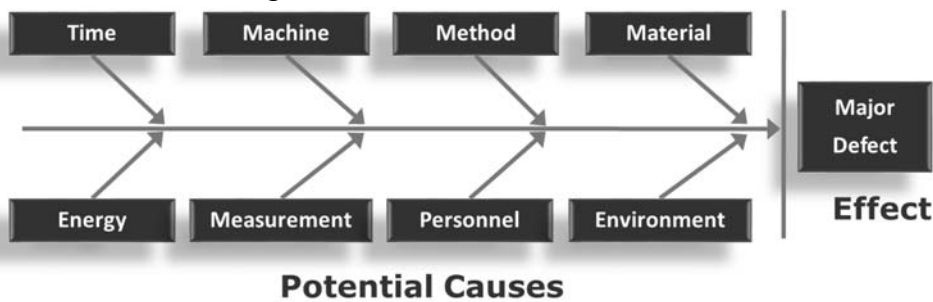 Time
Machine
Method
Material
Major
Defect
Energy
Measurement
Personnel
Environment
Effect
Potential Causes